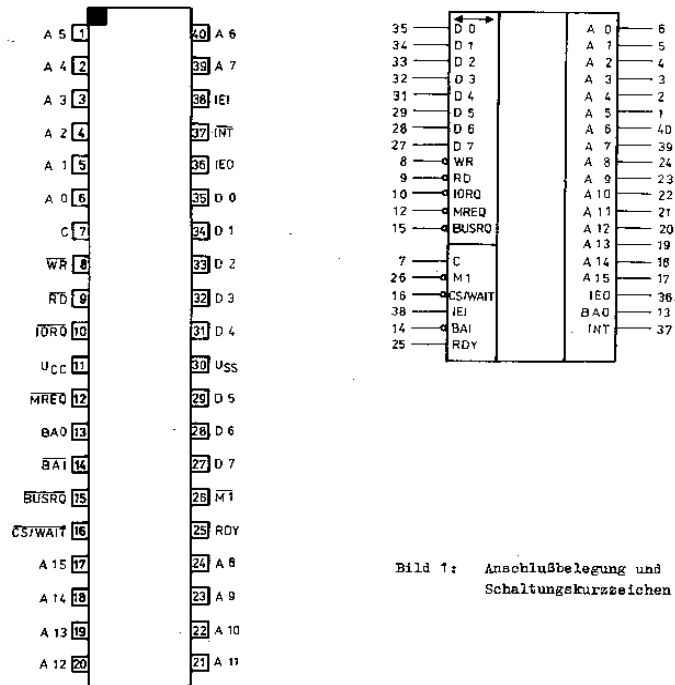 A 5 1 40 A 6
A 4 2 39 A 7
A 3 3 38 IEI
A 2 4 37 INT
A 1 5 36 IEO
A 0 6 35 D 0
C 7 34 D 1
WR 8 33 D 2
RD 9 32 D 3
IORQ 10 31 D 4
UCC 11 30 USS
MREQ 12 29 D 5
BAO 13 28 D 6
BAI 14 27 D 7
BUSRQ 15 26 M1
CS/WAIT 16 25 RDY
A 15 17 24 A 8
A 14 18 23 A 9
A 13 19 22 A 10
A 12 20 21 A 11
35 D 0 A 0 6
34 D 1 A 1 5
33 D 2 A 2 4
32 D 3 A 3 3
31 D 4 A 4 2
29 D 5 A 5 1
28 D 6 A 6 40
27 D 7 A 7 39
8 WR A 8 24
9 RD A 9 23
10 IORQ A 10 22
12 MREQ A 11 21
15 BUSRQ A 12 20
A 13 19
7 C A 14 18
26 M1 A 15 17
16 CS/WAIT IEO 36
38 IEI BAO 13
14 BAI INT 37
25 RDY
Bild 1: Anschlußbelegung und
Schaltungskurzzeichen